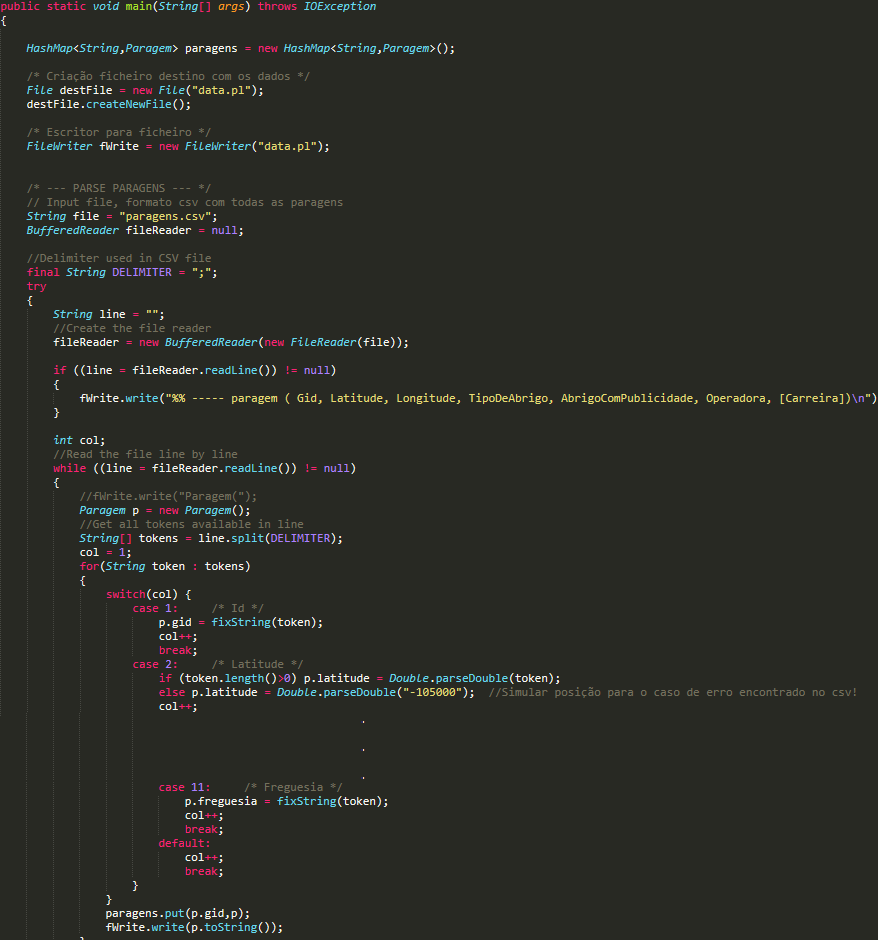 public static void main(String[] args) throws IOException
{
HashMap<String,Paragem> paragens = new HashMap<String,Paragem>();
/* Criação ficheiro destino com os dados */
File destFile = new File("data.pl");
destFile.createNewFile();
/* Escritor para ficheiro */
FileWriter fWrite = new FileWriter("data.pl");
/* --- PARSE PARAGENS --- */
// Input file, formato csv com todas as paragens
String file = "paragens.csv";
BufferedReader fileReader = null;
//Delimiter used in CSV file
final String DELIMITER = ";";
try
{
String line = "";
//Create the file reader
fileReader = new BufferedReader(new FileReader(file));
if ((line = fileReader.readLine()) != null)
{
fWrite.write("%% ----- paragem ( Gid, Latitude, Longitude, TipoDeAbrigo, AbrigoComPublicidade, Operadora, [Carreira])\n")
}
int col;
//Read the file line by line
while ((line = fileReader.readLine()) != null)
{
//fWrite.write("Paragem(");
Paragem p = new Paragem();
//Get all tokens available in line
String[] tokens = line.split(DELIMITER);
col = 1;
for(String token : tokens)
{
switch(col) {
case 1: /* Id */
p.gid = fixString(token);
col++;
break;
case 2: /* Latitude */
if (token.length()>0) p.latitude = Double.parseDouble(token);
else p.latitude = Double.parseDouble("-105000"); //Simular posição para o caso de erro encontrado no csv!
col++;
.
.
.
case 11: /* Freguesia */
p.freguesia = fixString(token);
col++;
break;
default:
col++;
break;
}
}
paragens.put(p.gid,p);
fWrite.write(p.toString());
}